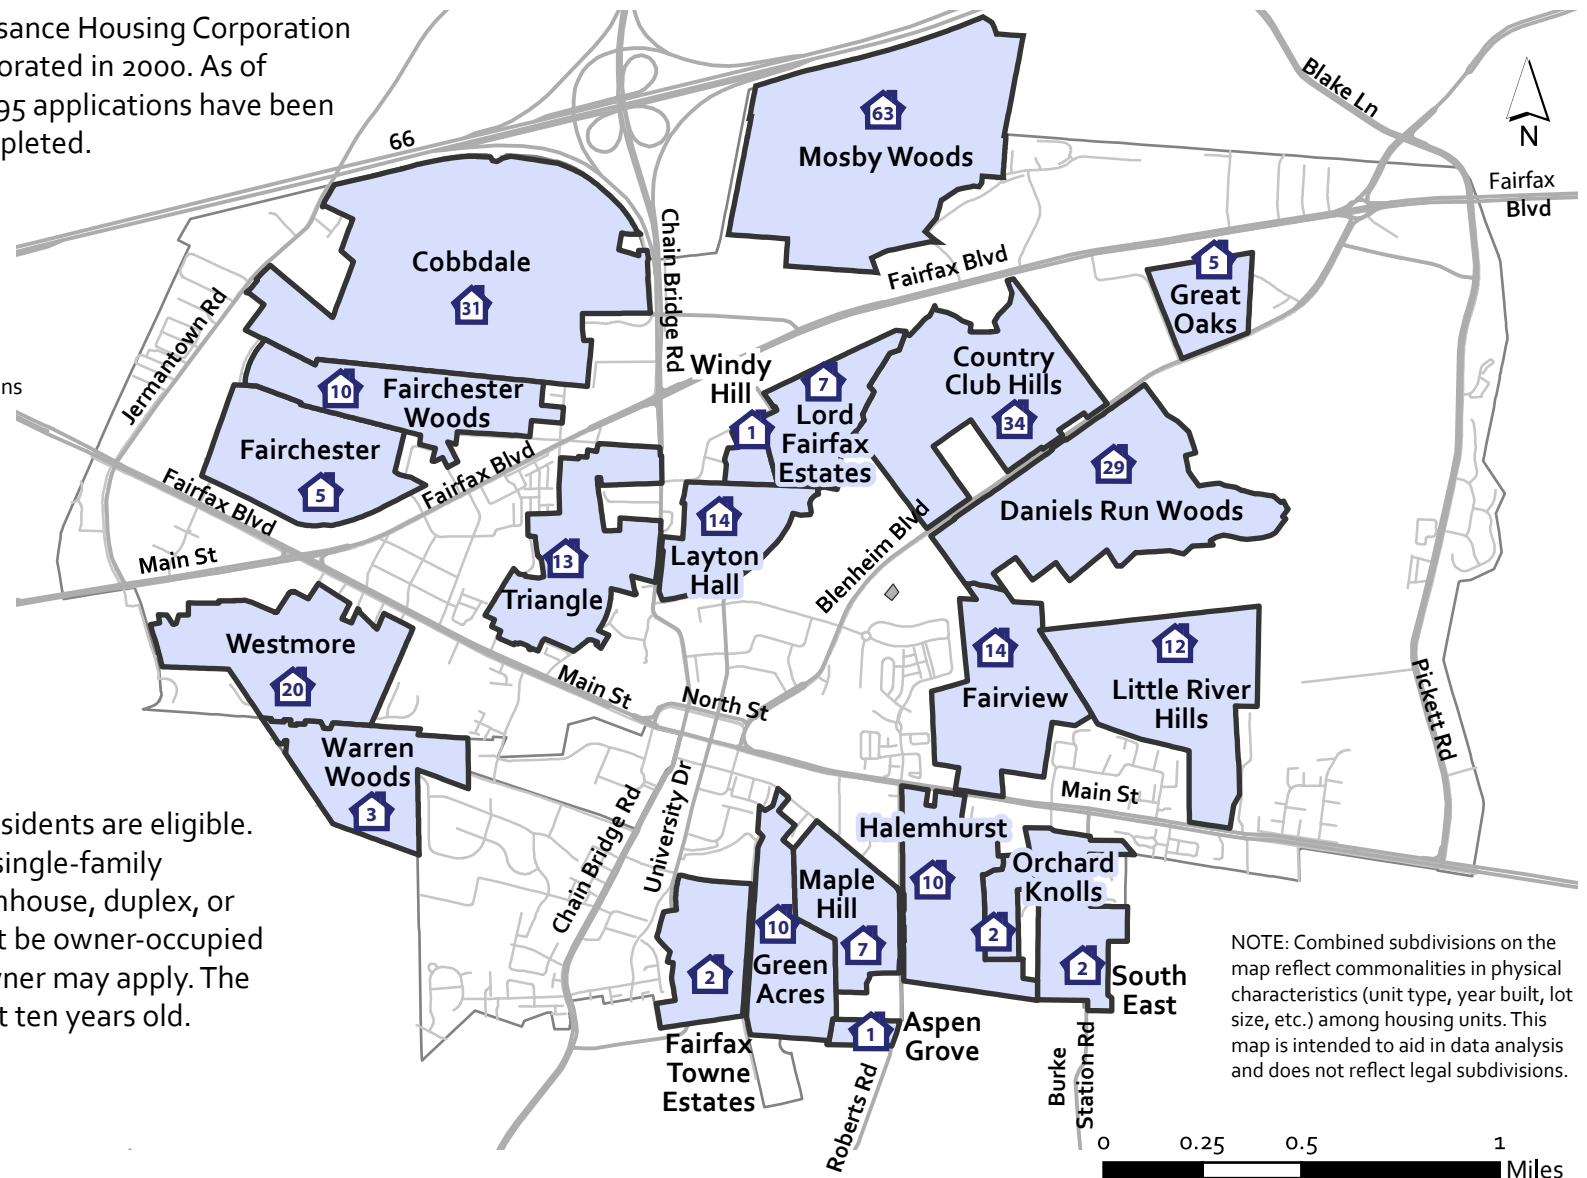 sance Housing Corporation
orated in 2000. As of
95 applications have been
pleted.
66
63
Mosby Woods
Blake Ln
N
Fairfax
Blvd
Cobbdale
31
Chain Bridge Rd
Fairfax Blvd
5
Great
Oaks
Jermantown Rd
ns
10
Fairchester
Woods
Windy
Hill
1
7
Lord
Fairfax
Estates
Country
Club Hills
34
Fairchester
5
Fairfax Blvd
Fairfax Blvd
29
Daniels Run Woods
14
Layton
Hall
13
Triangle
Main St
Blenheim Blvd
Westmore
20
Main St
North St
14
Fairview
12
Little River
Hills
Pickett Rd
Warren
Woods
3
Main St
sidents are eligible.
single-family
nhouse, duplex, or
t be owner-occupied
wner may apply. The
t ten years old.
Chain Bridge Rd
University Dr
Halemhurst
10
Orchard
Knolls
2
Maple
Hill
7
10
Green
Acres
2
Fairfax
Towne
Estates
2
South
East
1
Aspen
Grove
Roberts Rd
Burke
Station Rd
NOTE: Combined subdivisions on the
map reflect commonalities in physical
characteristics (unit type, year built, lot
size, etc.) among housing units. This
map is intended to aid in data analysis
and does not reflect legal subdivisions.
0 0.25 0.5 1
Miles